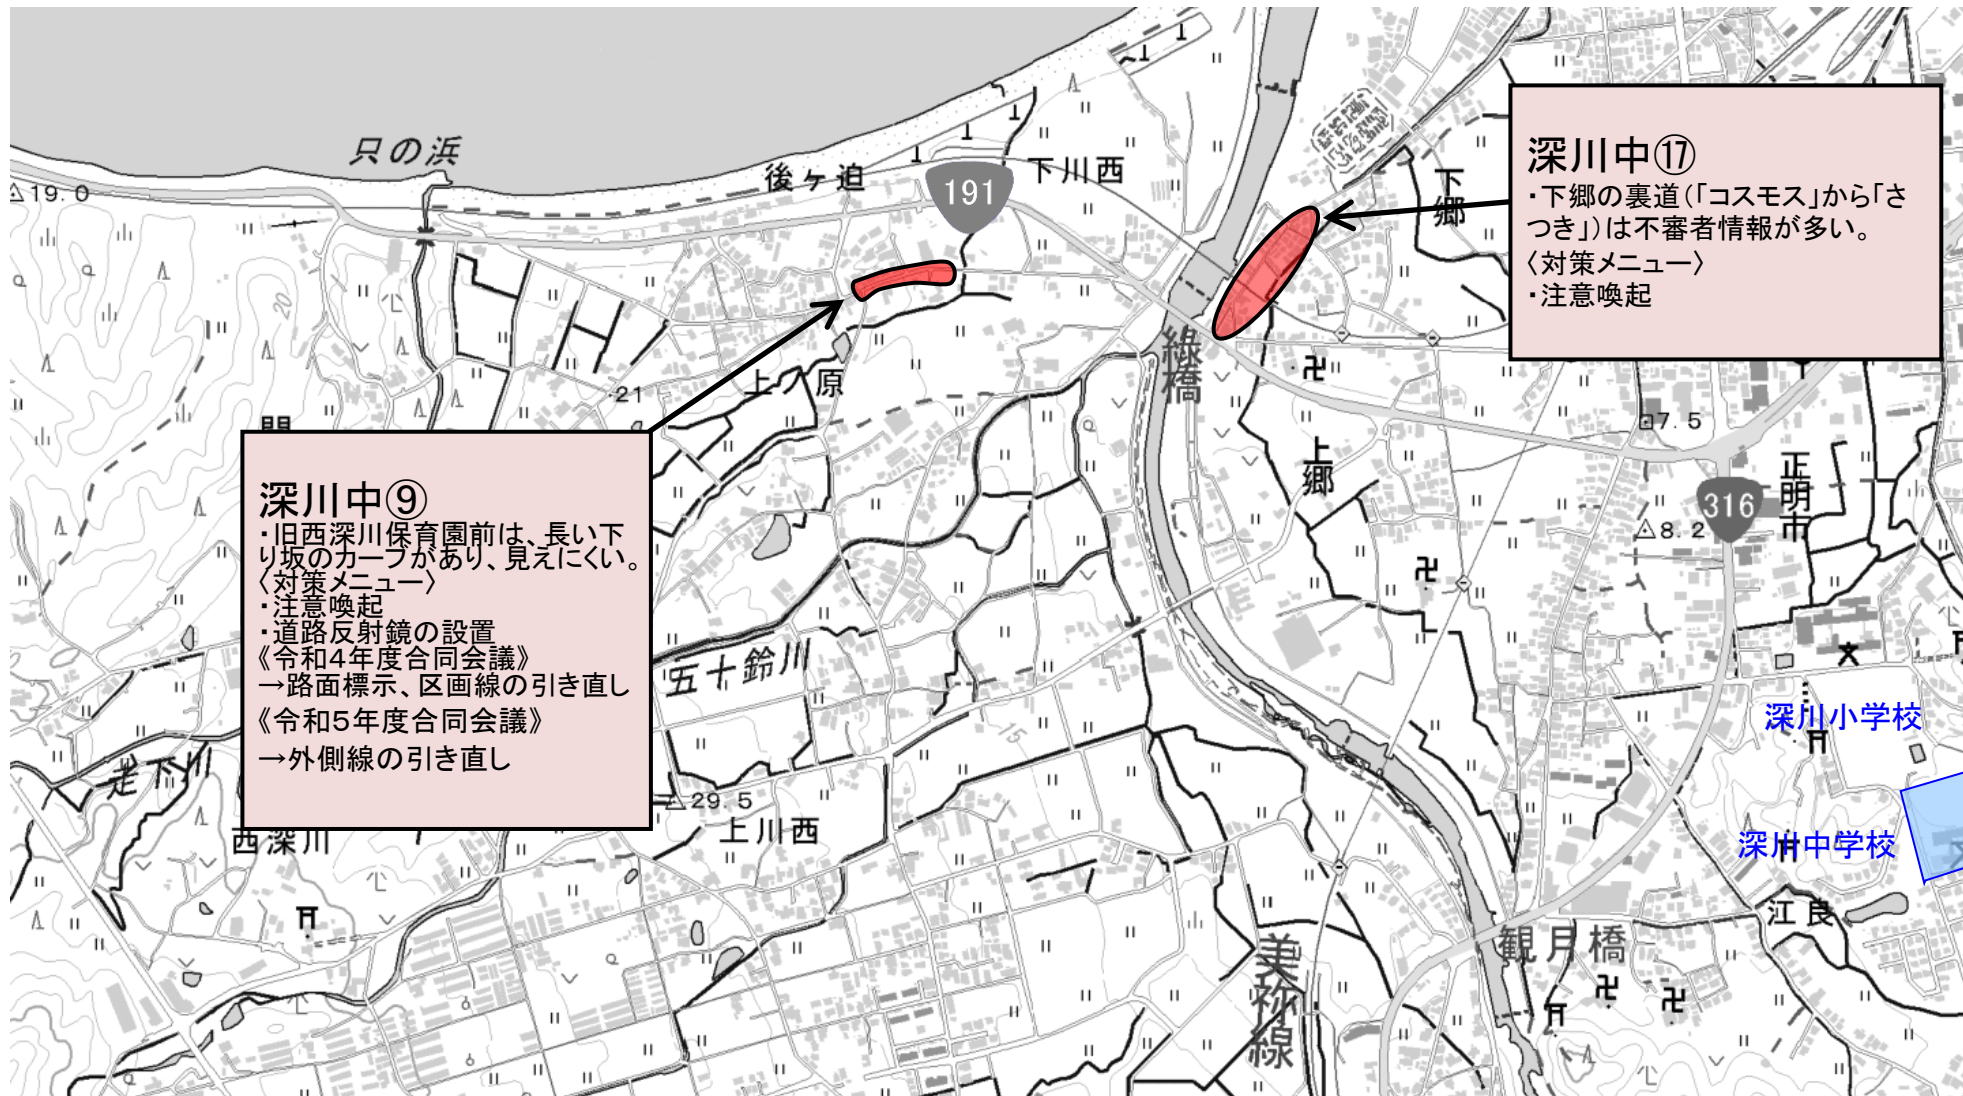 只の浜
19.0
後ヶ迫
191
下川西
下郷
深川中⑰
・下郷の裏道(「コスモス」から「さ
つき」)は不審者情報が多い。
〈対策メニュー〉
・注意喚起
上ノ原
21
緑橋
7.5
上郷
正明市
316
8.2
深川中⑨
・旧西深川保育園前は、長い下
り坂のカーブがあり、見えにくい。
〈対策メニュー〉
・注意喚起
・道路反射鏡の設置
《令和4年度合同会議》
→路面標示、区画線の引き直し
《令和5年度合同会議》
→外側線の引き直し
20
五十鈴川
15
深川小学校
29.5
上川西
西深川
深川中学校
江良
観月橋
美祢線